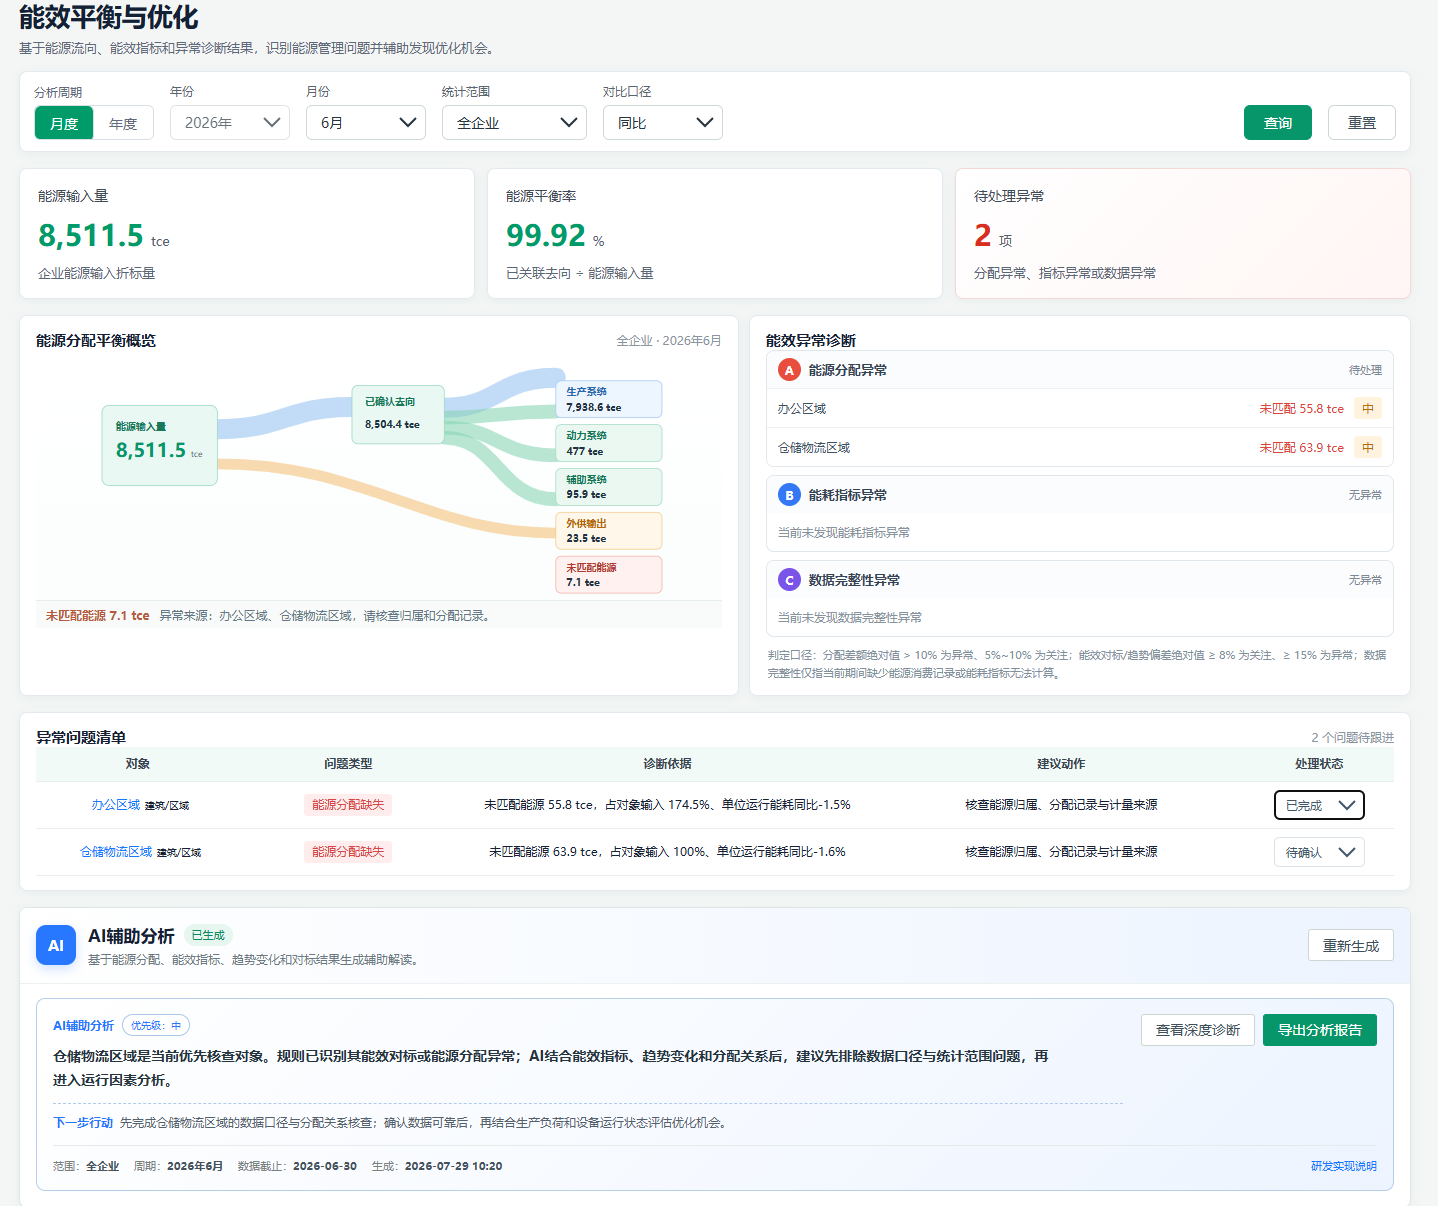 能效平衡与优化
基于能源流向、能效指标和异常诊断结果，识别能源管理问题并辅助发现优化机会。
分析周期
年份
月份
统计范围
对比口径
月度
年度
2026年
6月
全企业
同比
查询
重置
能源输入量
8,511.5 tce
企业能源输入折标量
能源平衡率
99.92 %
已关联去向 ÷ 能源输入量
待处理异常
2 项
分配异常、指标异常或数据异常
能源分配平衡概览
全企业 · 2026年6月
能源输入量
8,511.5 tce
已确认去向
8,504.4 tce
生产系统
7,938.6 tce
动力系统
477 tce
辅助系统
95.9 tce
外供输出
23.5 tce
未匹配能源
7.1 tce
未匹配能源 7.1 tce 异常来源：办公区域、仓储物流区域，请核查归属和分配记录。
能效异常诊断
A 能源分配异常 待处理
办公区域 未匹配 55.8 tce 中
仓储物流区域 未匹配 63.9 tce 中
B 能耗指标异常 无异常
当前未发现能耗指标异常
C 数据完整性异常 无异常
当前未发现数据完整性异常
判定口径：分配差额绝对值 > 10% 为异常、5%~10% 为关注；能效对标/趋势偏差绝对值 ≥ 8% 为关注、≥ 15% 为异常；数据
完整性仅指当前期间缺少能源消费记录或能耗指标无法计算。
异常问题清单
2 个问题待跟进
对象 问题类型 诊断依据 建议动作 处理状态
办公区域 建筑/区域 能源分配缺失 未匹配能源 55.8 tce，占对象输入 174.5%、单位运行能耗同比-1.5% 核查能源归属、分配记录与计量来源 已完成
仓储物流区域 建筑/区域 能源分配缺失 未匹配能源 63.9 tce，占对象输入 100%、单位运行能耗同比-1.6% 核查能源归属、分配记录与计量来源 待确认
AI
AI辅助分析 已生成
基于能源分配、能效指标、趋势变化和对标结果生成辅助解读。
重新生成
AI辅助分析 优先级：中
查看深度诊断
导出分析报告
仓储物流区域是当前优先核查对象。规则已识别其能效对标或能源分配异常；AI结合能效指标、趋势变化和分配关系后，建议先排除数据口径与统计范围问题，再
进入运行因素分析。
下一步行动 先完成仓储物流区域的数据口径与分配关系核查；确认数据可靠后，再结合生产负荷和设备运行状态评估优化机会。
范围：全企业 周期：2026年6月 数据截止：2026-06-30 生成：2026-07-29 10:20
研发实现说明